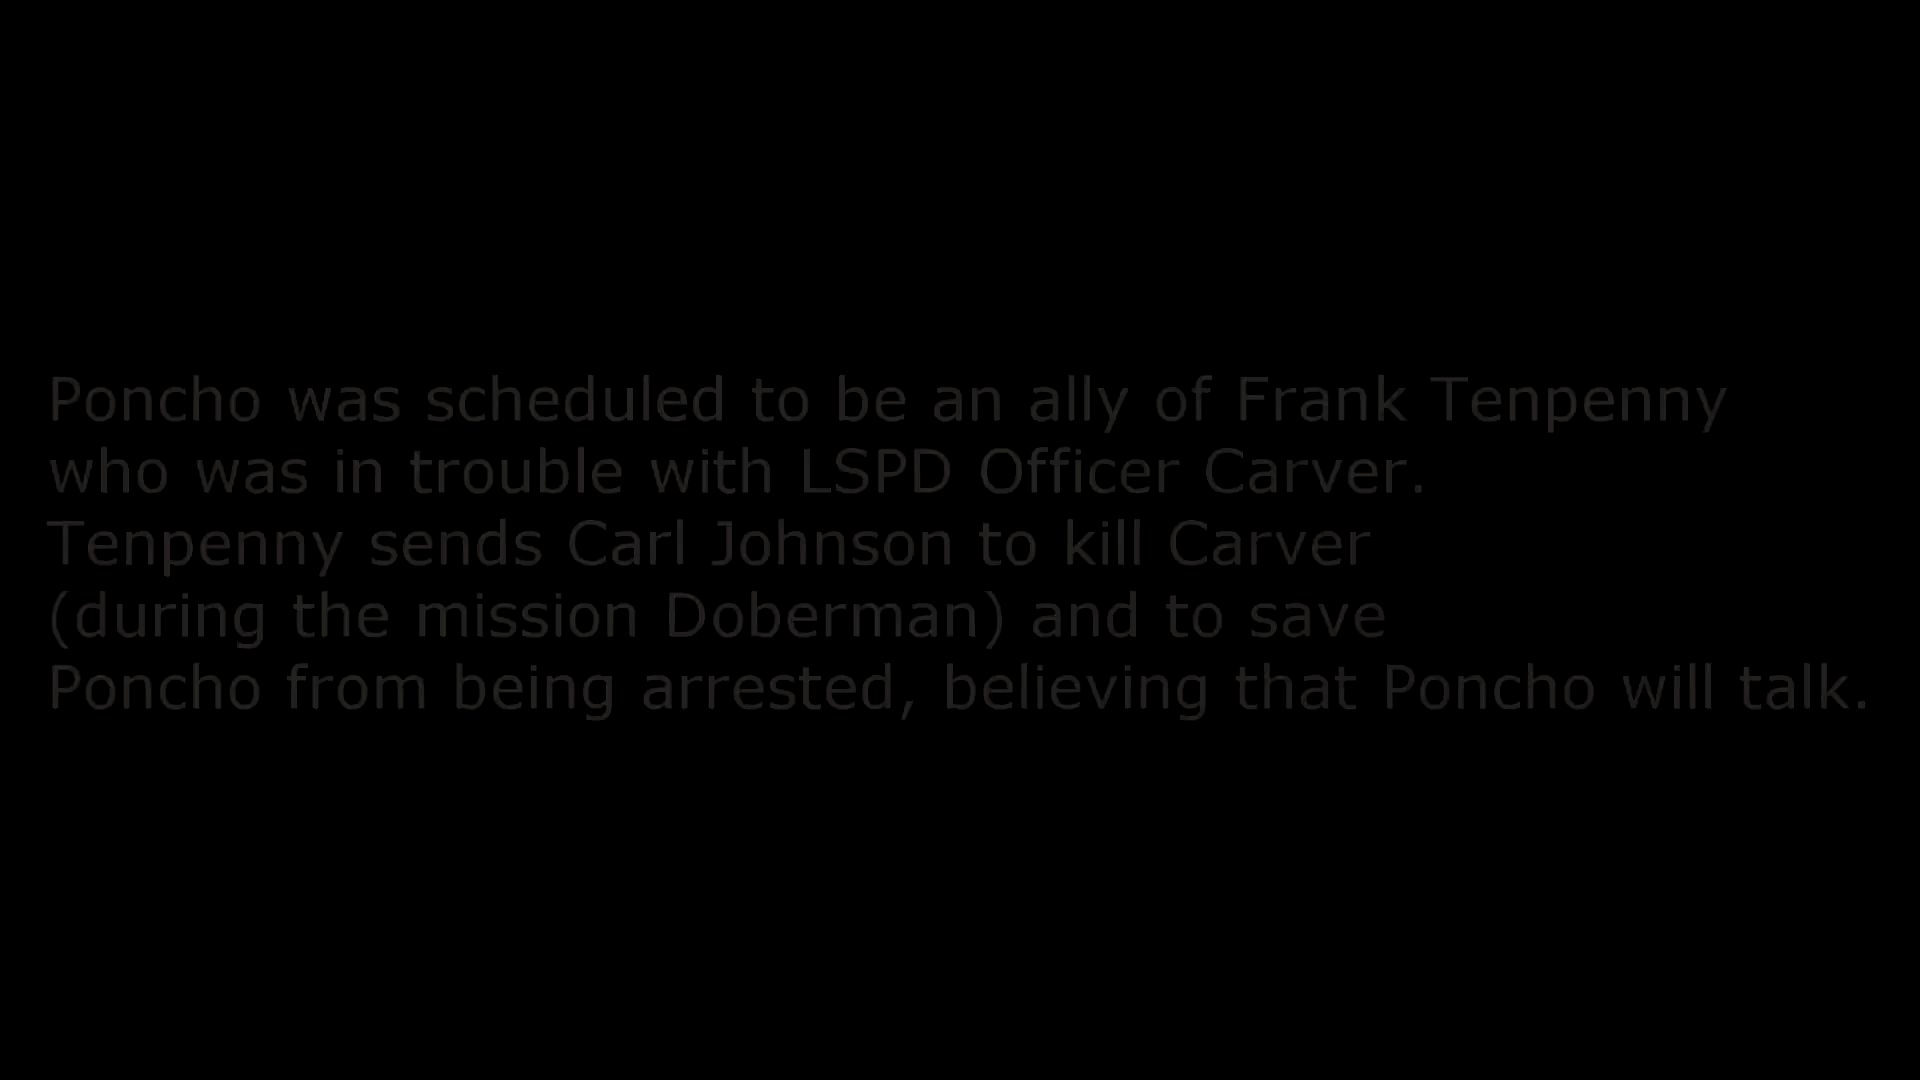 Poncho was scheduled to be an ally of Frank Tenpenny
who was in trouble with LSPD Officer Carver.
Tenpenny sends Carl Johnson to kill Carver
(during the mission Doberman) and to save
Poncho from being arrested, believing that Poncho will talk.